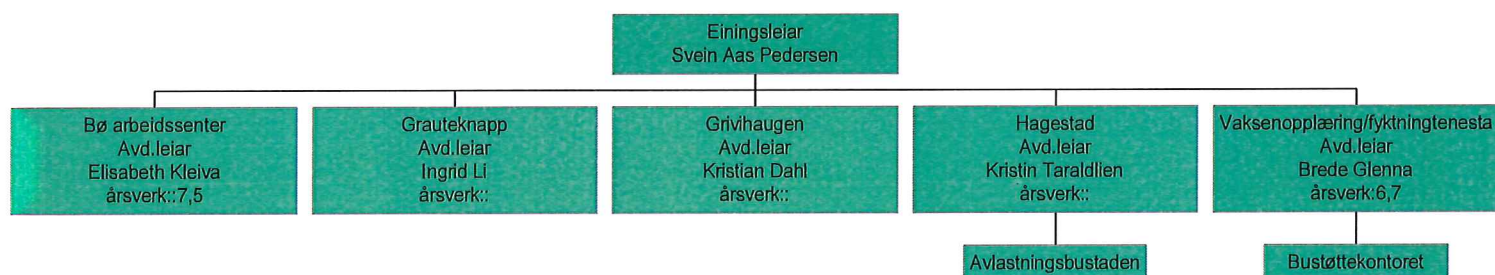 Einingsleiar
Svein Aas Pedersen
Bø arbeidssenter
Avd.leiar
Elisabeth Kleiva
årsverk::7,5
Grauteknapp
Avd.leiar
Ingrid Li
årsverk::
Grivihaugen
Avd.leiar
Kristian Dahl
årsverk::
Hagestad
Avd.leiar
Kristin Taraldlien
årsverk::
Vaksenopplæring/fyktningtenesta
Avd.leiar
Brede Glenna
årsverk:6,7
Avlastningsbustaden
Bustøttekontoret